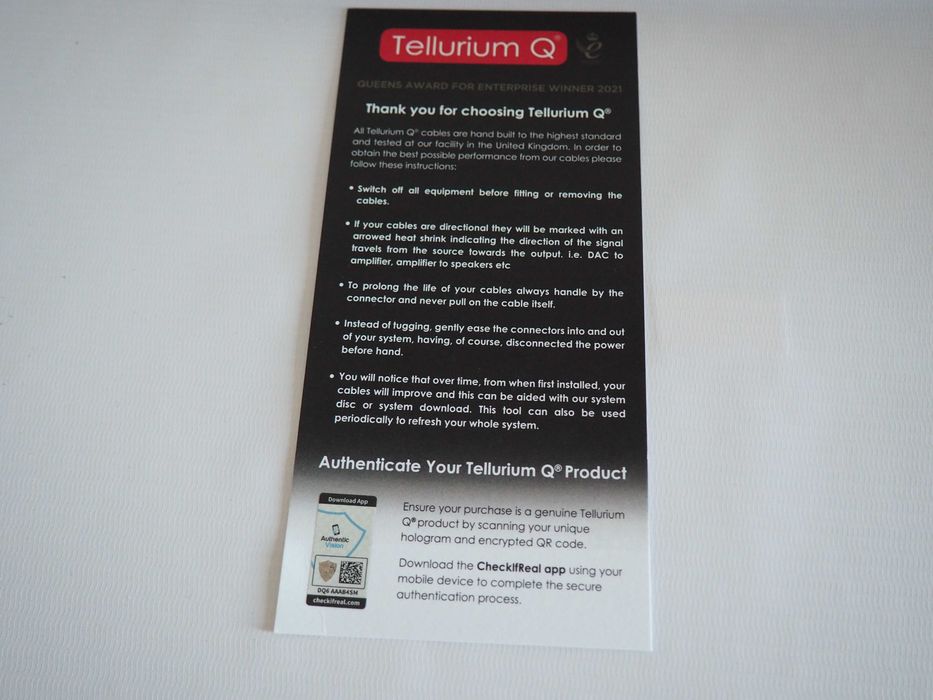 Tellurium Q®
QUEENS AWARD FOR ENTERPRISE WINNER 2021
Thank you for choosing Tellurium Q®
All Tellurium Q® cables are hand built to the highest standard
and tested at our facility in the United Kingdom. In order to
obtain the best possible performance from our cables please
follow these instructions:
• Switch off all equipment before fitting or removing the
cables.
• If your cables are directional they will be marked with an
arrowed heat shrink indicating the direction of the signal
travels from the source towards the output. i.e. DAC to
amplifier, amplifier to speakers etc
• To prolong the life of your cables always handle by the
connector and never pull on the cable itself.
• Instead of tugging, gently ease the connectors into and out
of your system, having, of course, disconnected the power
before hand.
• You will notice that over time, from when first installed, your
cables will improve and this can be aided with our system
disc or system download. This tool can also be used
periodically to refresh your whole system.
Authenticate Your Tellurium Q® Product
Download App
Authentic
Vision
DQ6 AAAB4SM
checkifreal.com
Ensure your purchase is a genuine Tellurium
Q® product by scanning your unique
hologram and encrypted QR code.
Download the CheckIfReal app using your
mobile device to complete the secure
authentication process.